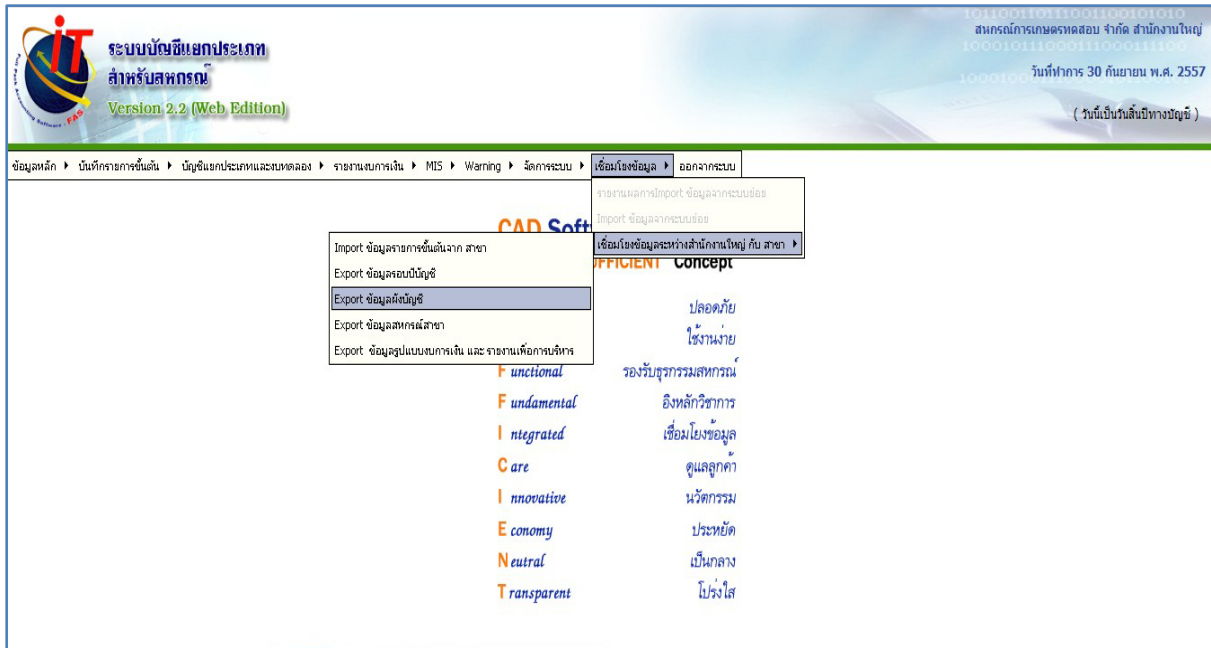 ระบบบัญชีแยกประเภท
สำหรับสหกรณ์
Version 2.2 (Web Edition)
Full Pack Accounting Software : FAS
iT
สหกรณ์การเกษตรทดสอบ จำกัด สำนักงานใหญ่
วันที่ทำการ 30 กันยายน พ.ศ. 2557
( วันนี้เป็นวันสิ้นปีทางบัญชี )
ข้อมูลหลัก บันทึกรายการขั้นต้น บัญชีแยกประเภทและงบทดลอง รายงานงบการเงิน MIS Warning จัดการระบบ เชื่อมโยงข้อมูล ออกจากระบบ
รายงานผลการImport ข้อมูลจากระบบย่อย
Import ข้อมูลจากระบบย่อย
เชื่อมโยงข้อมูลระหว่างสำนักงานใหญ่ กับ สาขา
CAD Soft
FFICIENT Concept
Import ข้อมูลรายการขั้นต้นจาก สาขา
Export ข้อมูลรอบปีบัญชี
Export ข้อมูลผังบัญชี
Export ข้อมูลสหกรณ์สาขา
Export ข้อมูลรูปแบบงบการเงิน และ รายงานเพื่อการบริหาร
ปลอดภัย
ใช้งานง่าย
Functional รองรับธุรกรรมสหกรณ์
Fundamental อิงหลักวิชาการ
Integrated เชื่อมโยงข้อมูล
Care ดูแลลูกค้า
Innovative นวัตกรรม
Economy ประหยัด
Neutral เป็นกลาง
Transparent โปร่งใส